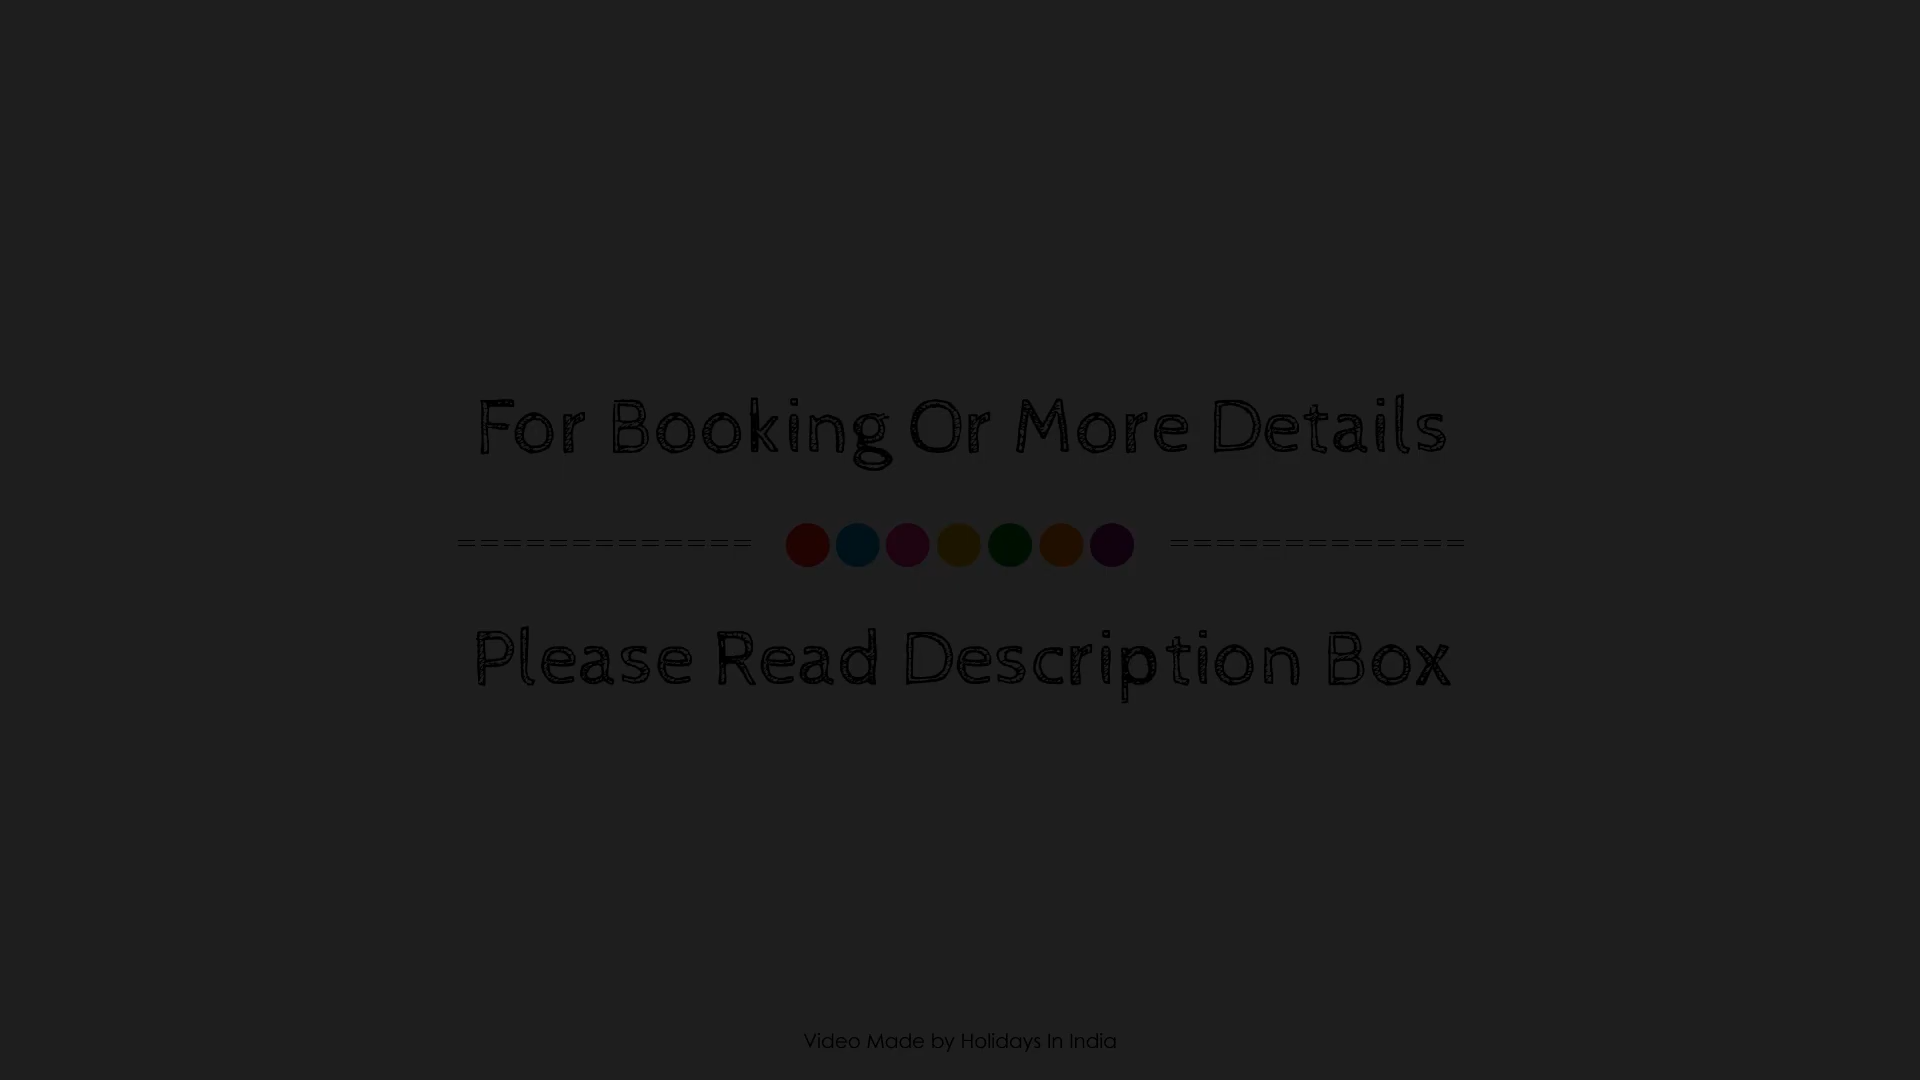 For Booking Or More Details
============= =============
Please Read Description Box
Video Made by Holidays In India